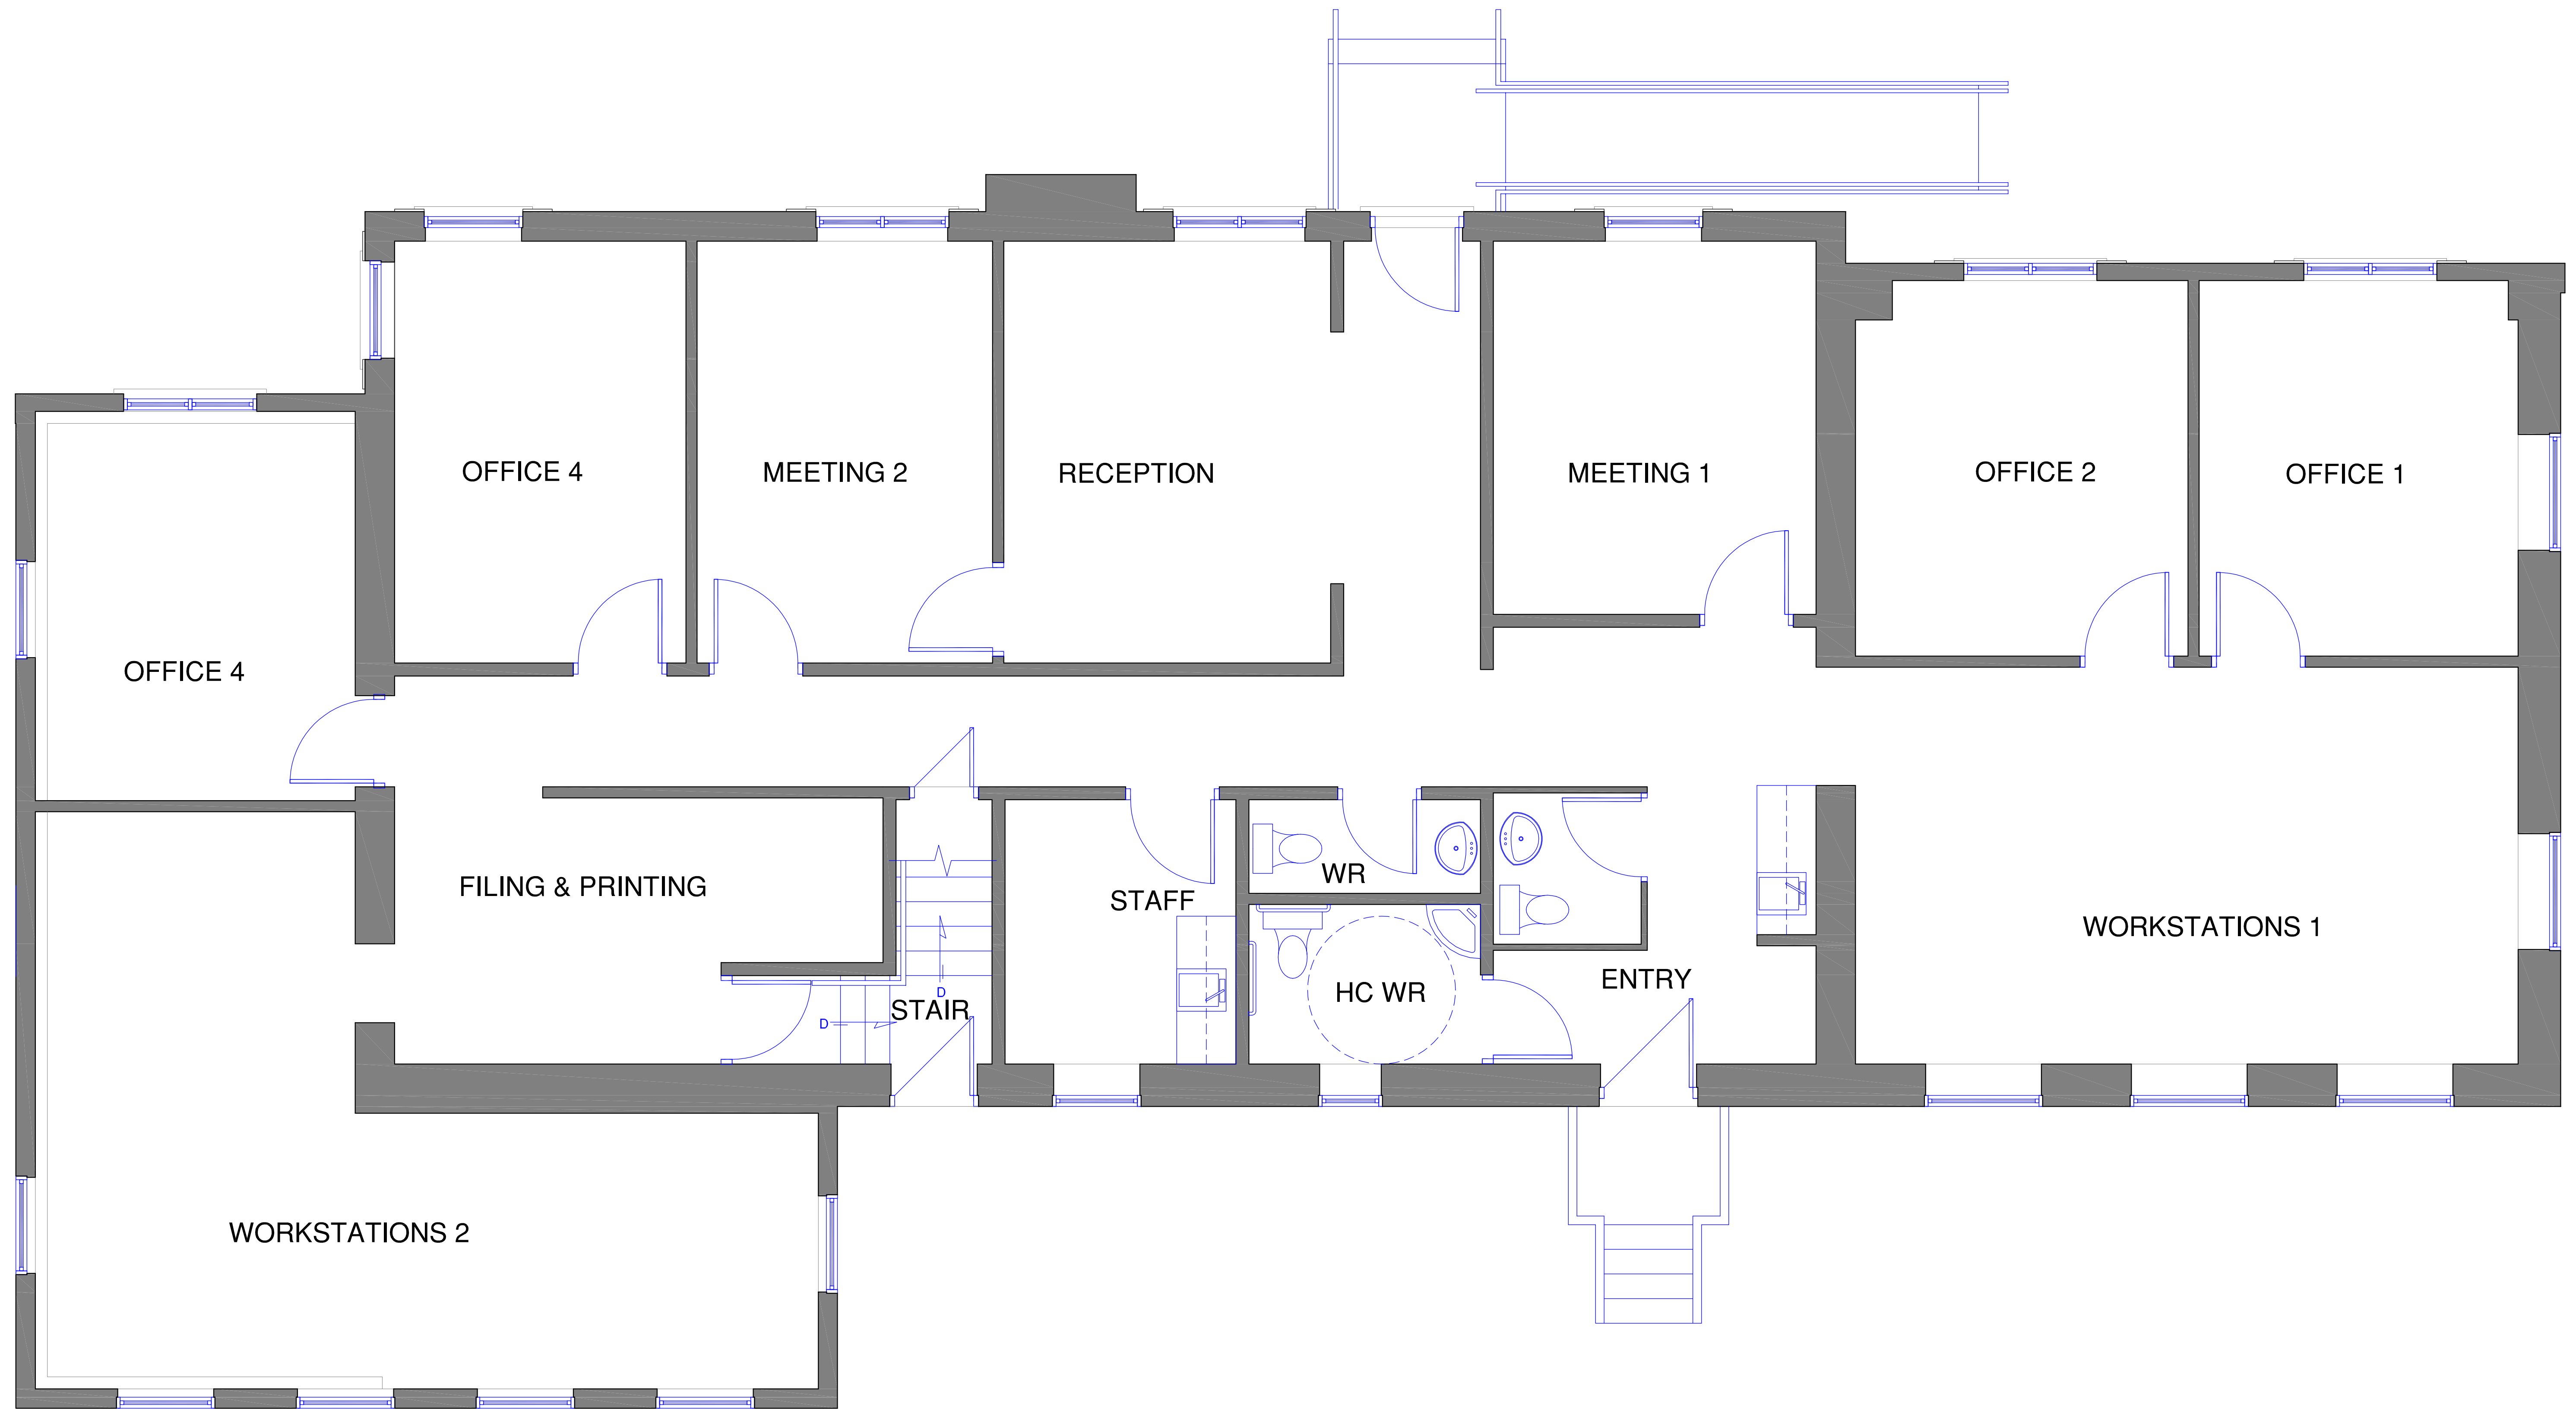 OFFICE 4
MEETING 2
RECEPTION
MEETING 1
OFFICE 2
OFFICE 1
OFFICE 4
FILING & PRINTING
WR
STAFF
WORKSTATIONS 1
ENTRY
HC WR
D
STAIR
D
WORKSTATIONS 2